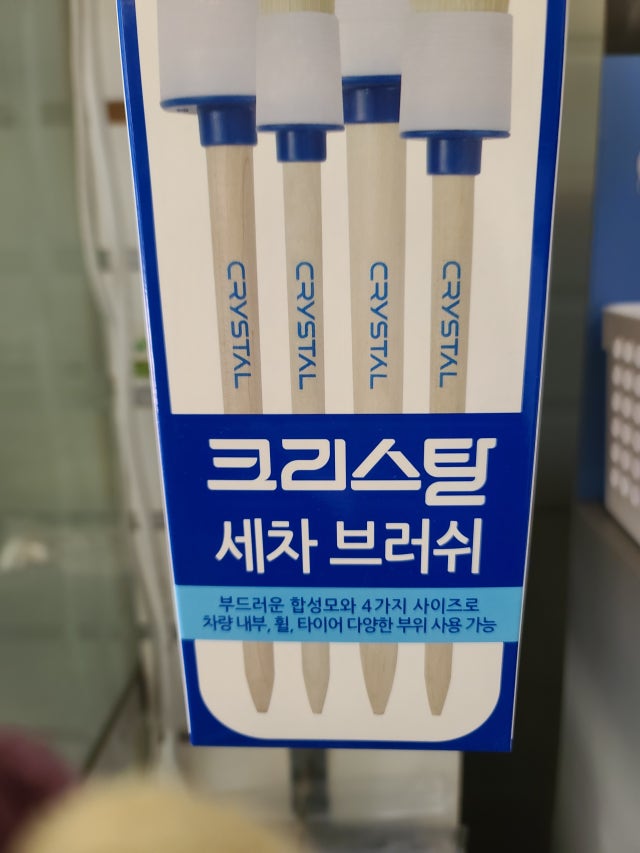 CRYSTAL
CRYSTAL
CRYSTAL
CRYSTAL
크리스탈
세차 브러쉬
부드러운 합성모와 4가지 사이즈로
차량 내부, 휠, 타이어 다양한 부위 사용 가능